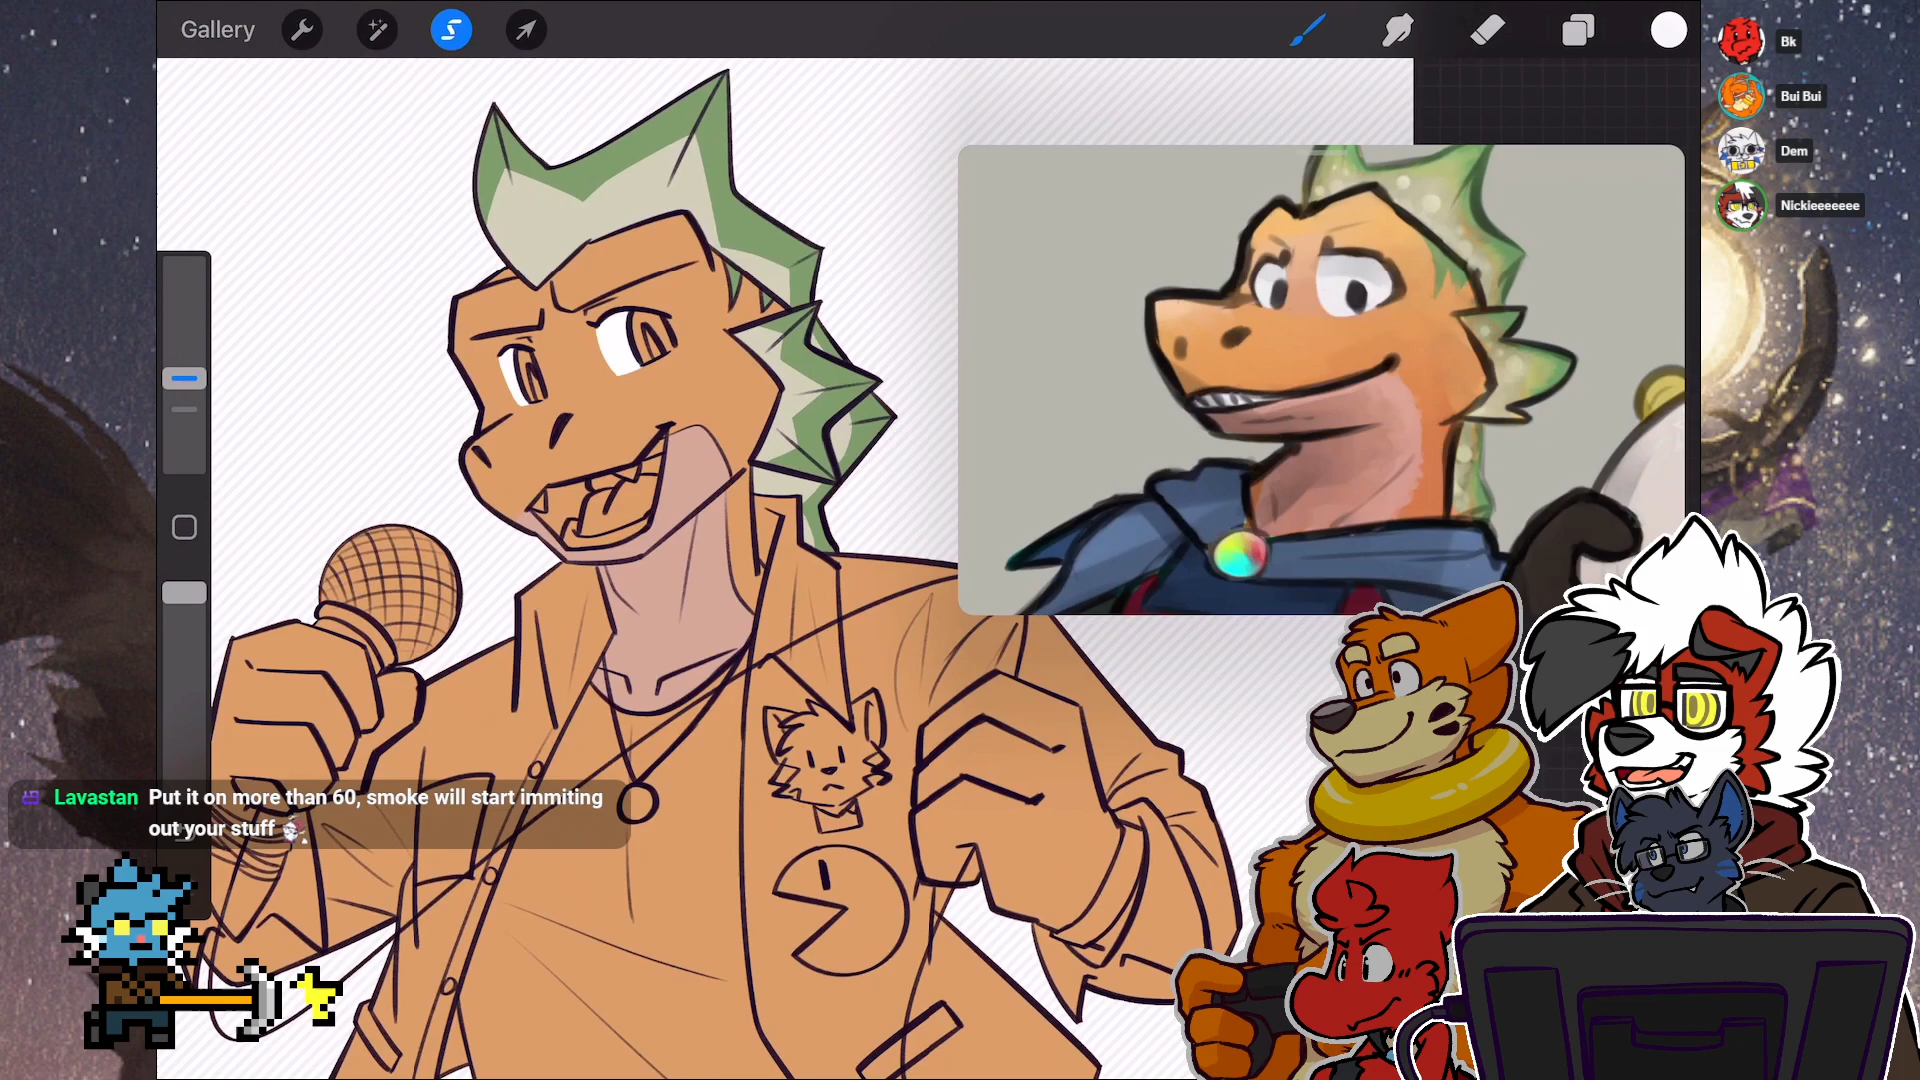 Gallery
Bk
Bui Bui
Dem
Nickieeeeeee
Lavastan Put it on more than 60, smoke will start immiting
out your stuff